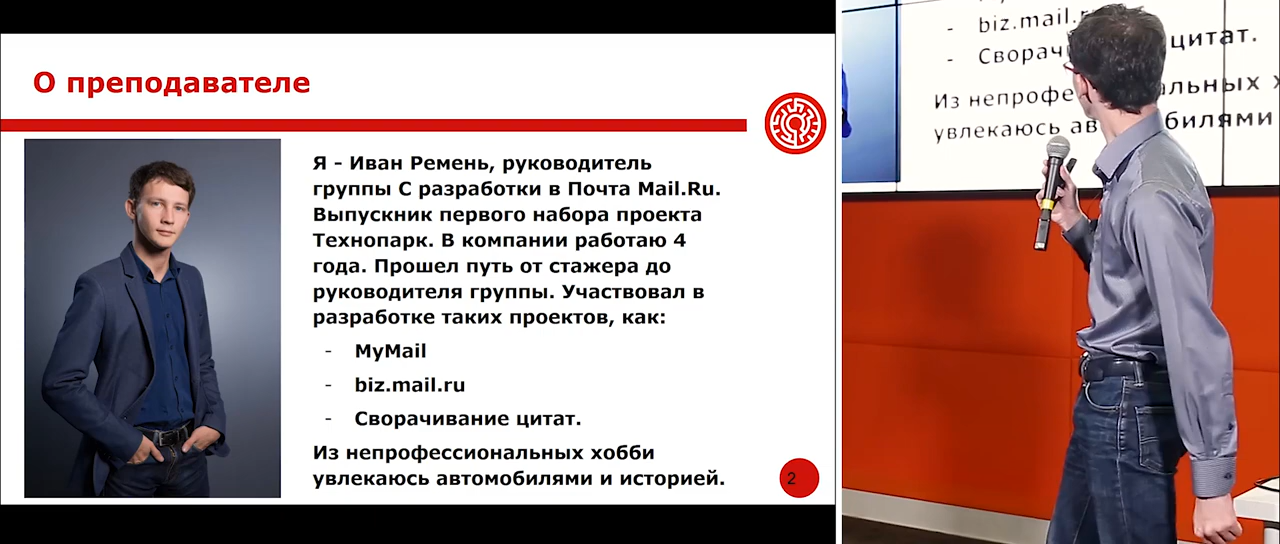 О преподавателе
Я - Иван Ремень, руководитель
группы С разработки в Почта Mail.Ru.
Выпускник первого набора проекта
Технопарк. В компании работаю 4
года. Прошел путь от стажера до
руководителя группы. Участвовал в
разработке таких проектов, как:
- MyMail
- biz.mail.ru
- Сворачивание цитат.
Из непрофессиональных хобби
увлекаюсь автомобилями и историей.
2
- biz.mail.r
- Сворач цитат.
Из непрофе альных х
увлекаюсь ав билями